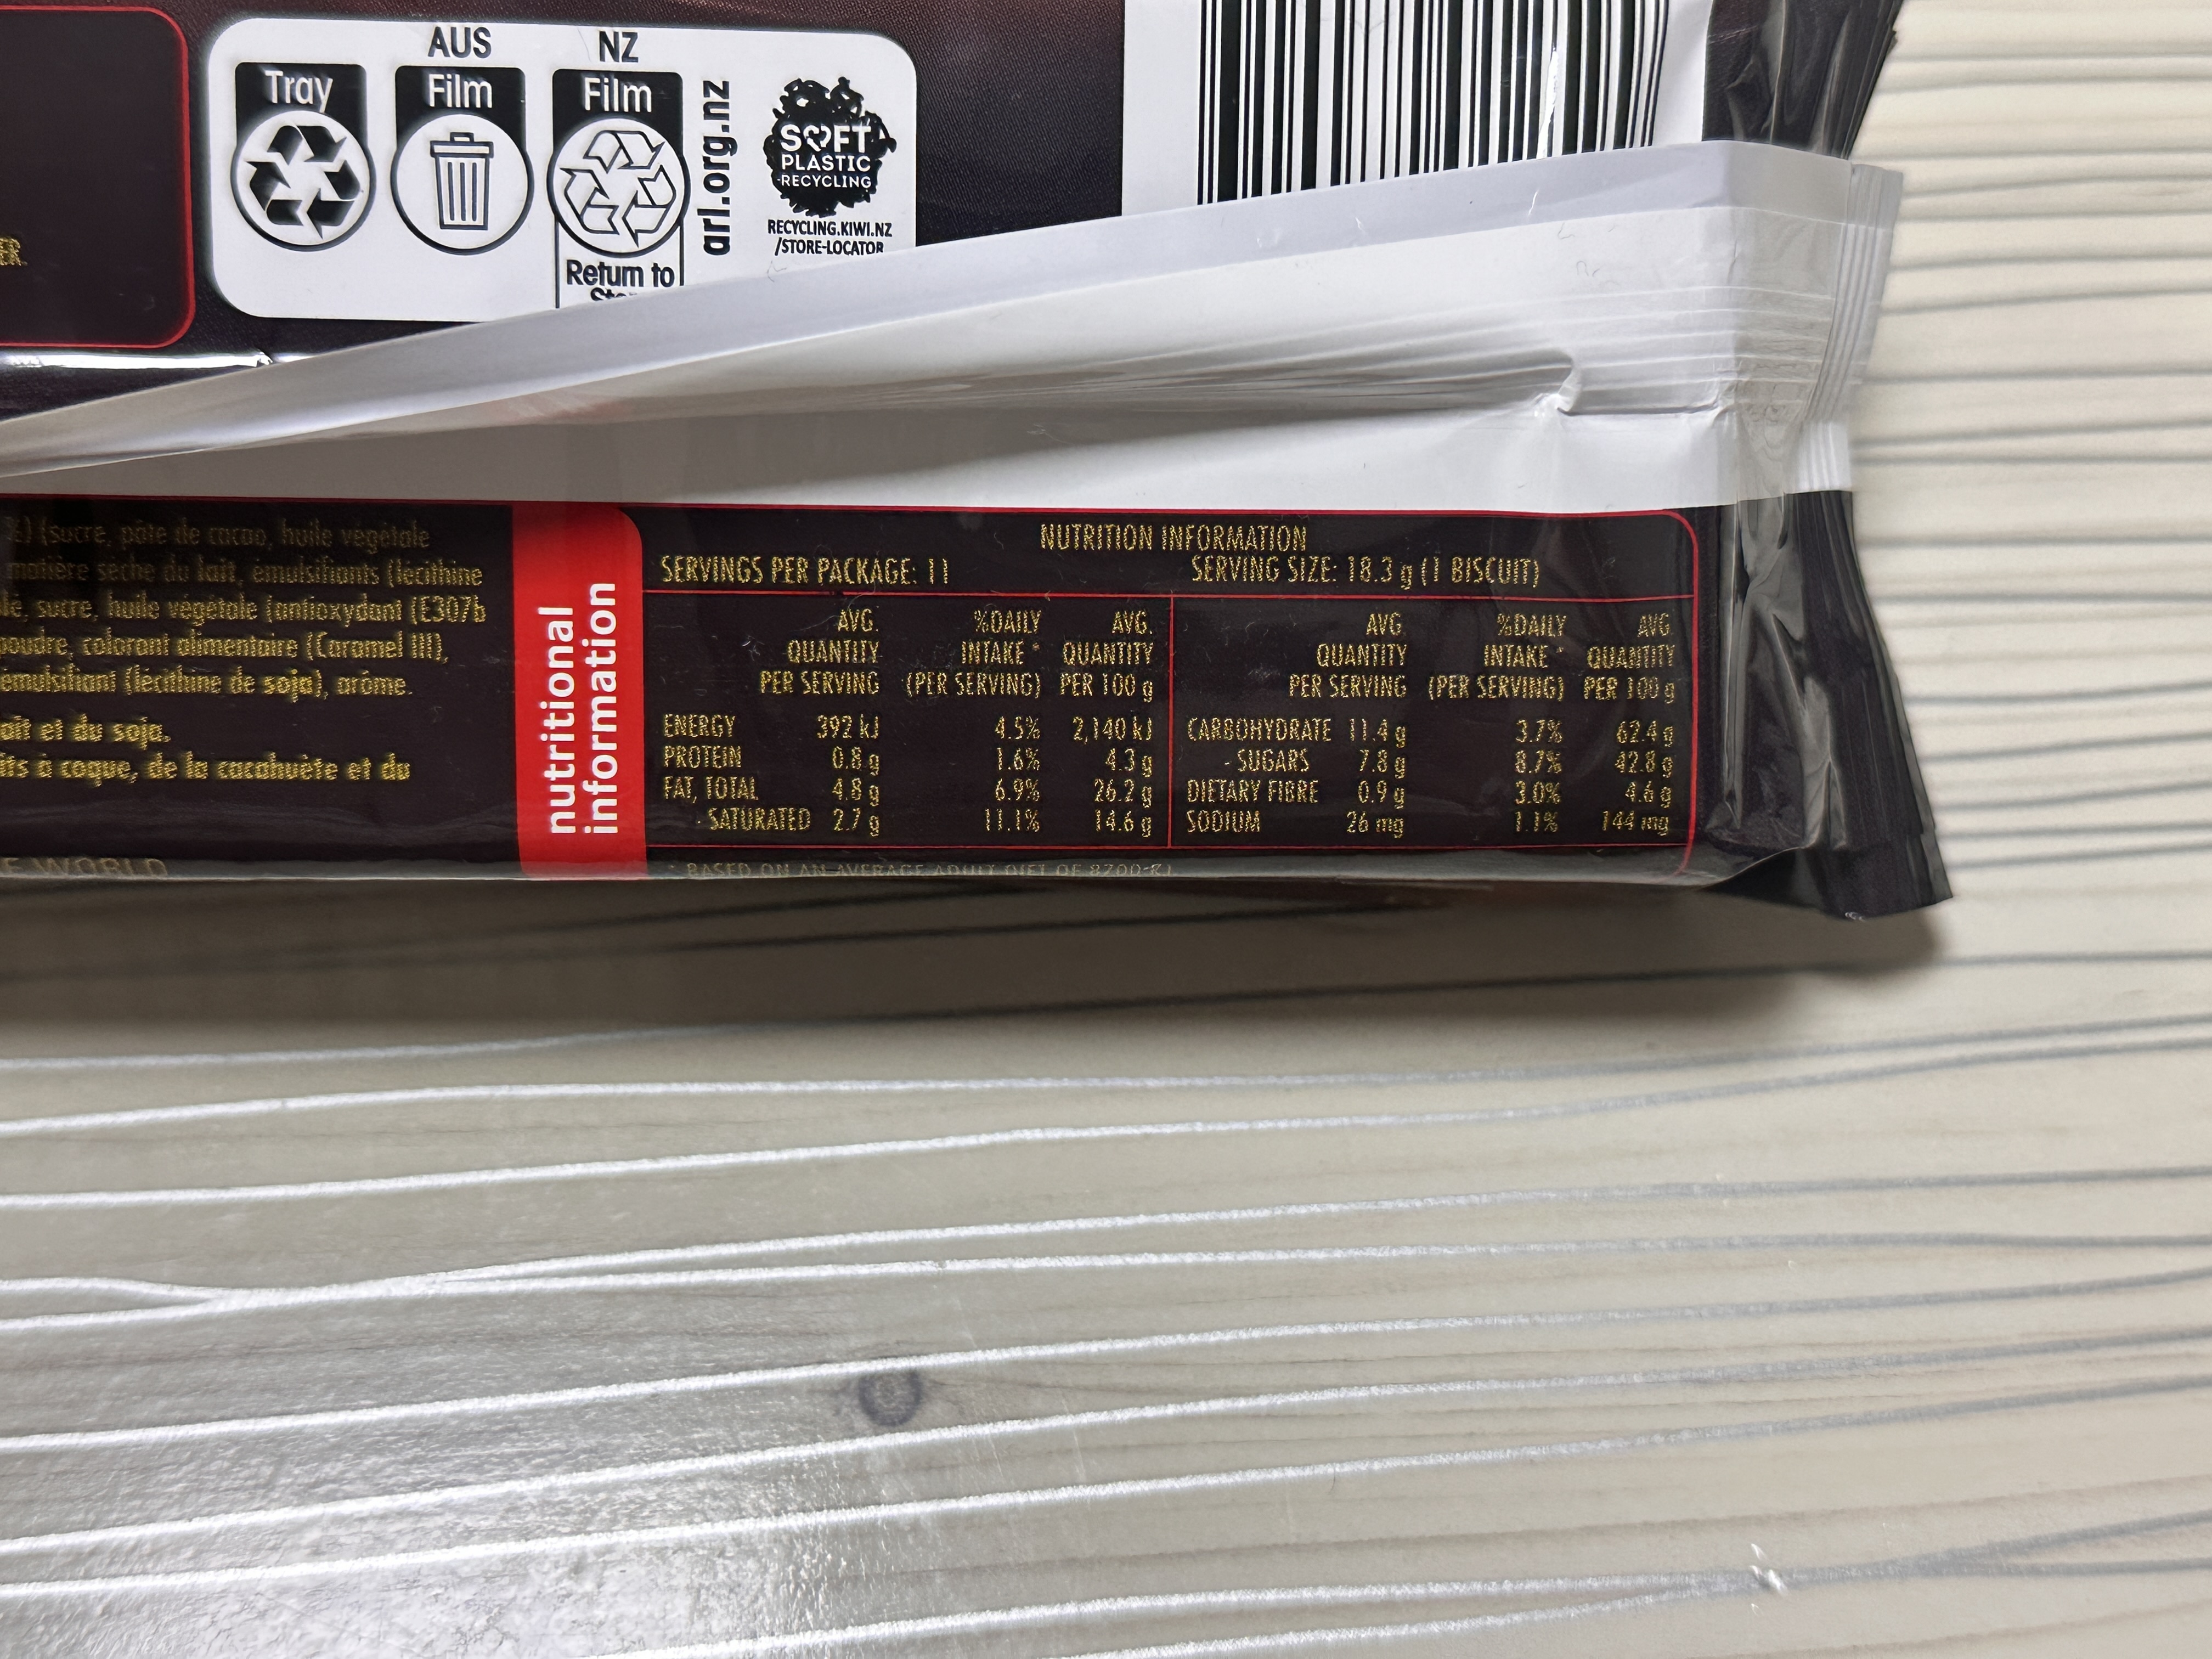 ER.
AUS NZ
Tray Film Film
arl.org.nz
SOFT
PLASTIC
RECYCLING
RECYCLING.KIWI.NZ
/STORE-LOCATOR
Return to
(sucre, pâte de cacao, huile végétale
matière sèche du lait, émulsifiants (lécithine
sucre, huile végétale (antioxydant (E307b
poudre, colorant alimentaire (Caramel III),
émulsifiant (lécithine de soja), arôme.
et du soja.
à coque, de la cacahuète et du
WORLD
nutritional
information
NUTRITION INFORMATION
SERVINGS PER PACKAGE: 11 SERVING SIZE: 18.3 g (1 BISCUIT)
AVG. %DAILY AVG. AVG. %DAILY AVG.
QUANTITY INTAKE* QUANTITY QUANTITY INTAKE* QUANTITY
PER SERVING (PER SERVING) PER 100 g PER SERVING (PER SERVING) PER 100 g
ENERGY 392 kJ 4.5% 2,140 kJ CARBOHYDRATE 11.4 g 3.7% 62.4 g
PROTEIN 0.8 g 1.6% 4.3 g - SUGARS 7.8 g 8.7% 42.8 g
FAT, TOTAL 4.8 g 6.9% 26.2 g DIETARY FIBRE 0.9 g 3.0% 4.6 g
- SATURATED 2.7 g 11.1% 14.6 g SODIUM 26 mg 1.1% 144 mg
* BASED ON AN AVERAGE ADULT DIET OF 8700 KJ